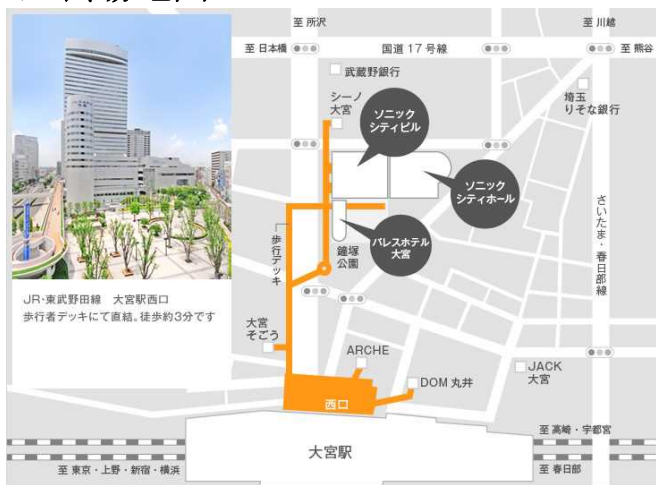 至 所沢
至 川越
至 日本橋
国道17号線
至 熊谷
武蔵野銀行
シーノ
大宮
埼玉
りそな銀行
ソニック
シティビル
ソニック
シティホール
さいたま・春日部線
パレスホテル
大宮
鐘塚
公園
歩行デッキ
JR・東武野田線 大宮駅西口
歩行者デッキにて直結。徒歩約3分です
大宮
そごう
ARCHE
JACK
大宮
DOM 丸井
西口
大宮駅
至 高崎・宇都宮
至 東京・上野・新宿・横浜
至 春日部